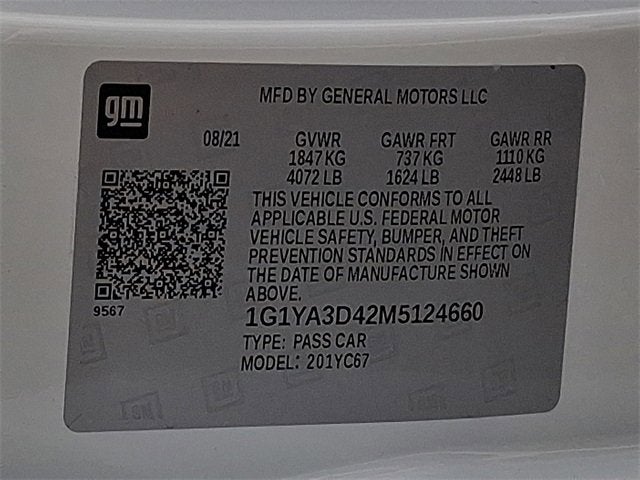 gm
MFD BY GENERAL MOTORS LLC
08/21 GVWR GAWR FRT GAWR RR
1847 KG 737 KG 1110 KG
4072 LB 1624 LB 2448 LB
THIS VEHICLE CONFORMS TO ALL
APPLICABLE U.S. FEDERAL MOTOR
VEHICLE SAFETY, BUMPER, AND THEFT
PREVENTION STANDARDS IN EFFECT ON
THE DATE OF MANUFACTURE SHOWN
ABOVE.
9567
1G1YA3D42M5124660
TYPE: PASS CAR
MODEL: 201YC67